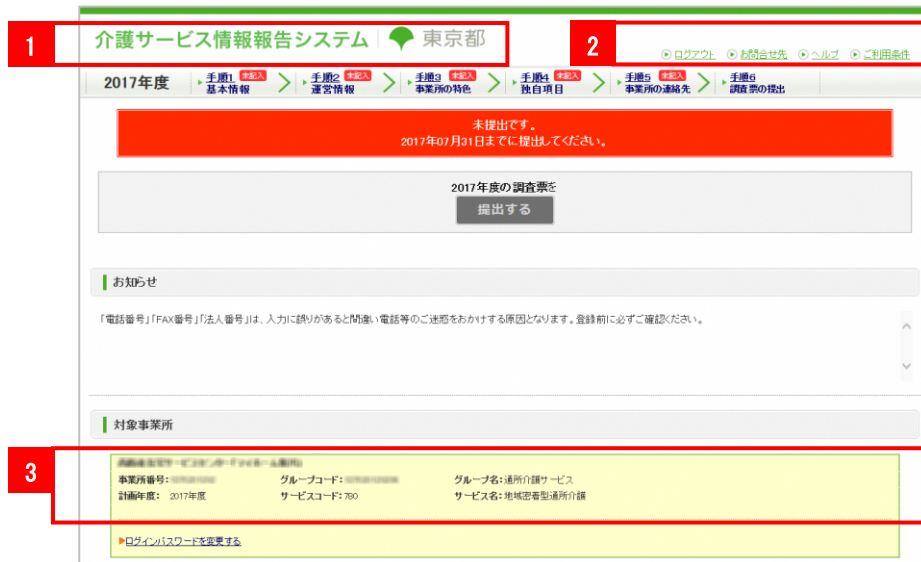 1
介護サービス情報報告システム 東京都
2
ログアウト お問合せ先 ヘルプ ご利用条件
2017年度 手順1 未記入 基本情報 手順2 未記入 運営情報 手順3 未記入 事業所の特色 手順4 未記入 独自項目 手順5 未記入 事業所の連絡先 手順6 調査票の提出
未提出です。
2017年07月31日までに提出してください。
2017年度の調査票を
提出する
お知らせ
「電話番号」「FAX番号」「法人番号」は、入力に誤りがあると間違い電話等のご迷惑をおかけする原因となります。登録前に必ずご確認ください。
対象事業所
3
事業所番号: グループコード: グループ名:通所介護サービス
計画年度: 2017年度 サービスコード:780 サービス名:地域密着型通所介護
ログインパスワードを変更する